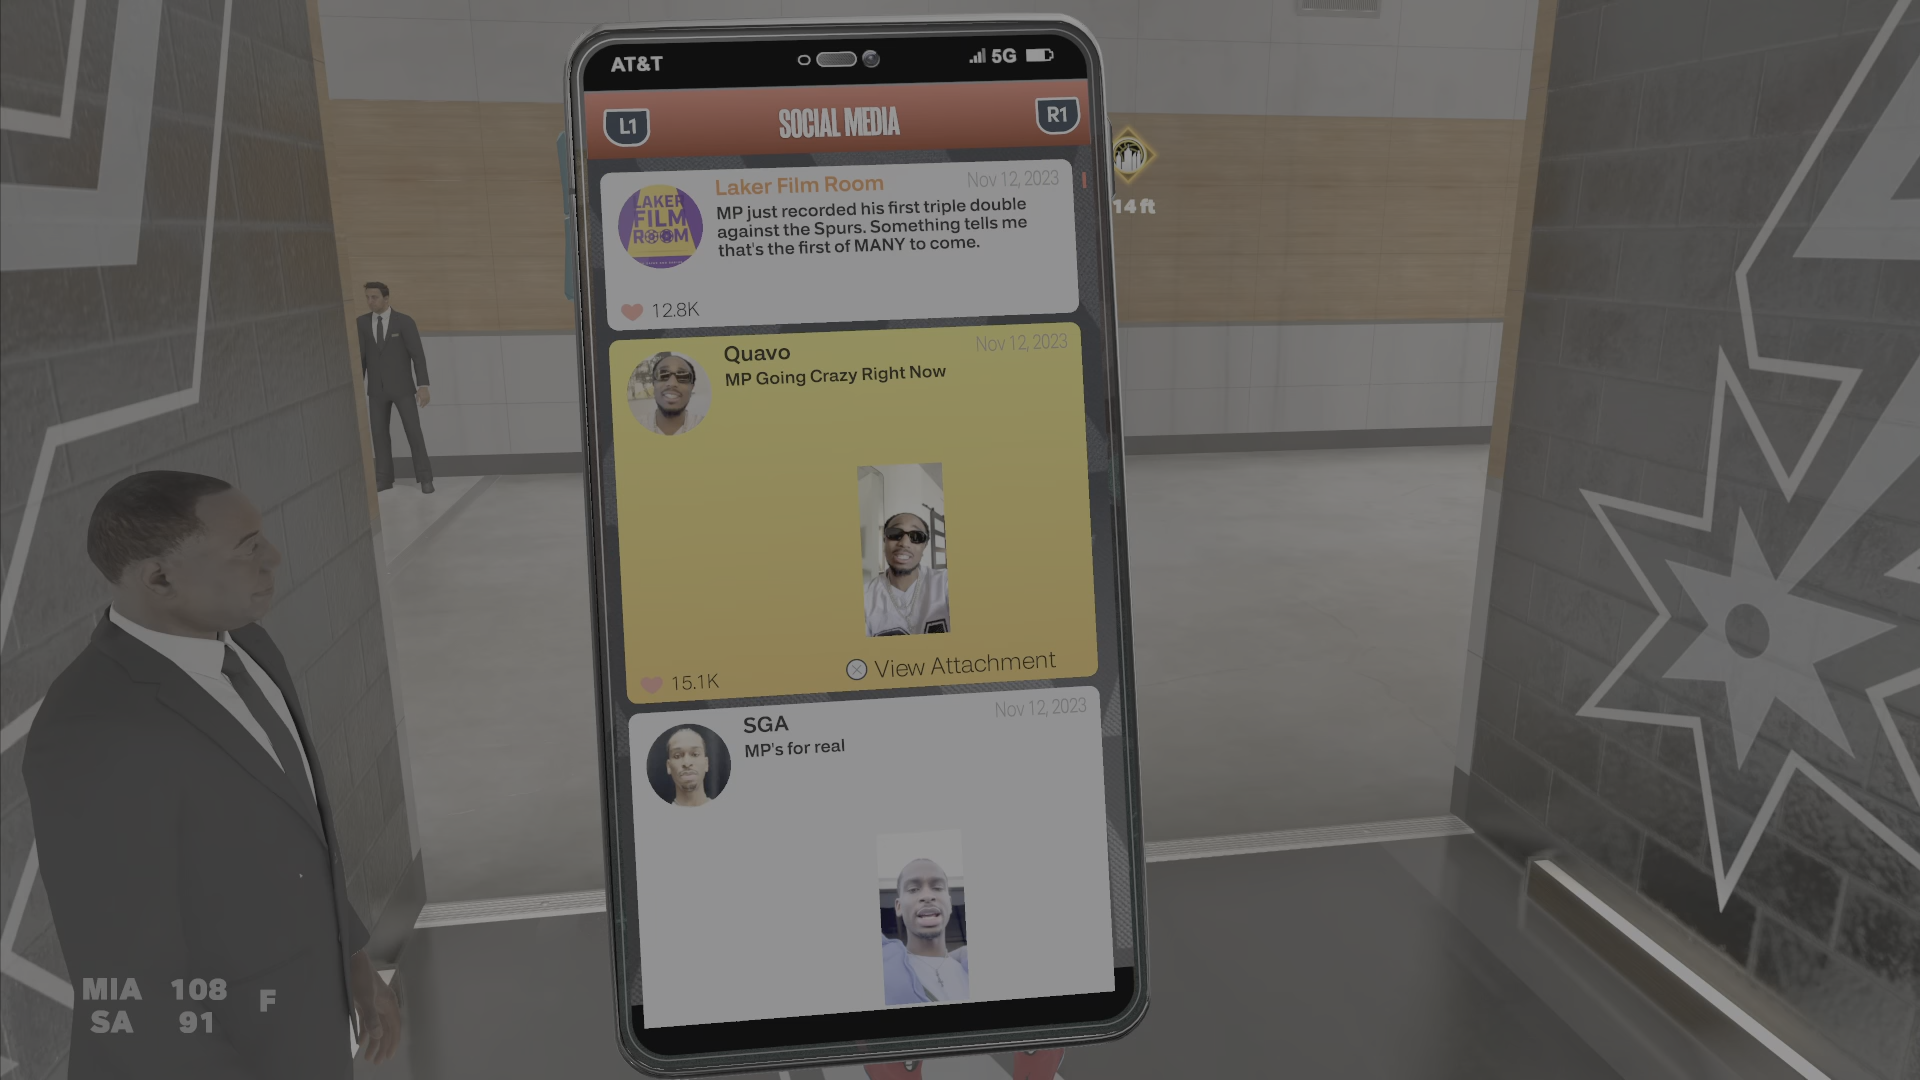 AT&T
5G
L1
SOCIAL MEDIA
R1
LAKER
FILM
ROOM
Laker Film Room
Nov 12, 2023
MP just recorded his first triple double
against the Spurs. Something tells me
that's the first of MANY to come.
12.8K
14 ft
Quavo
Nov 12, 2023
MP Going Crazy Right Now
View Attachment
15.1K
SGA
Nov 12, 2023
MP's for real
MIA 108 F
SA 91